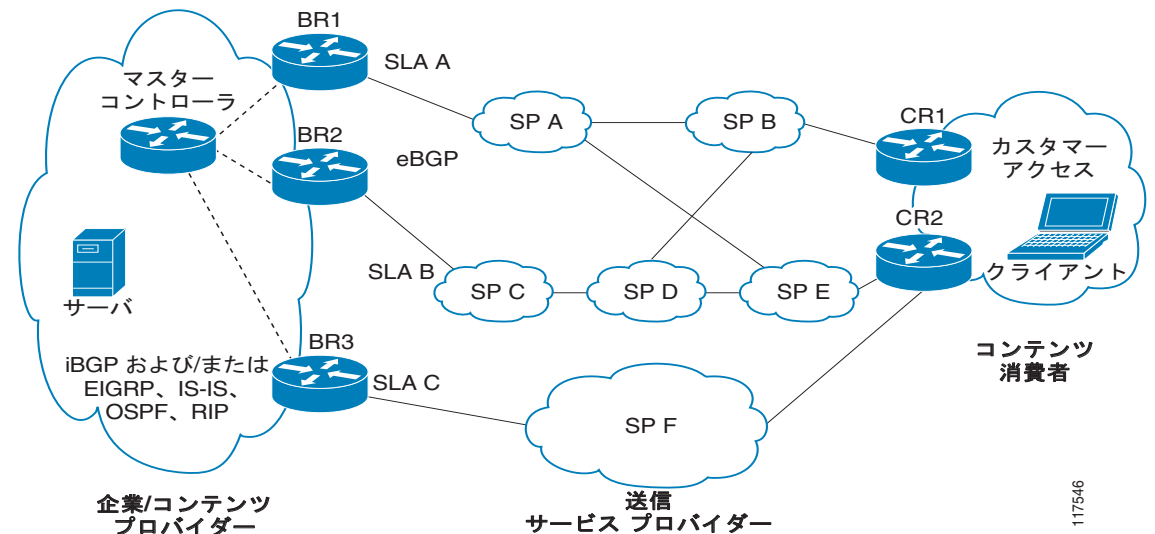 BR1
SLA A
マスター
コントローラ
BR2
eBGP
SP A
SP B
CR1
カスタマー
アクセス
CR2
クライアント
サーバ
SLA B
SP C
SP D
SP E
BR3
SLA C
iBGP および/または
EIGRP、IS-IS、
OSPF、RIP
SP F
コンテンツ
消費者
企業/コンテンツ
プロバイダー
送信
サービス プロバイダー
117546